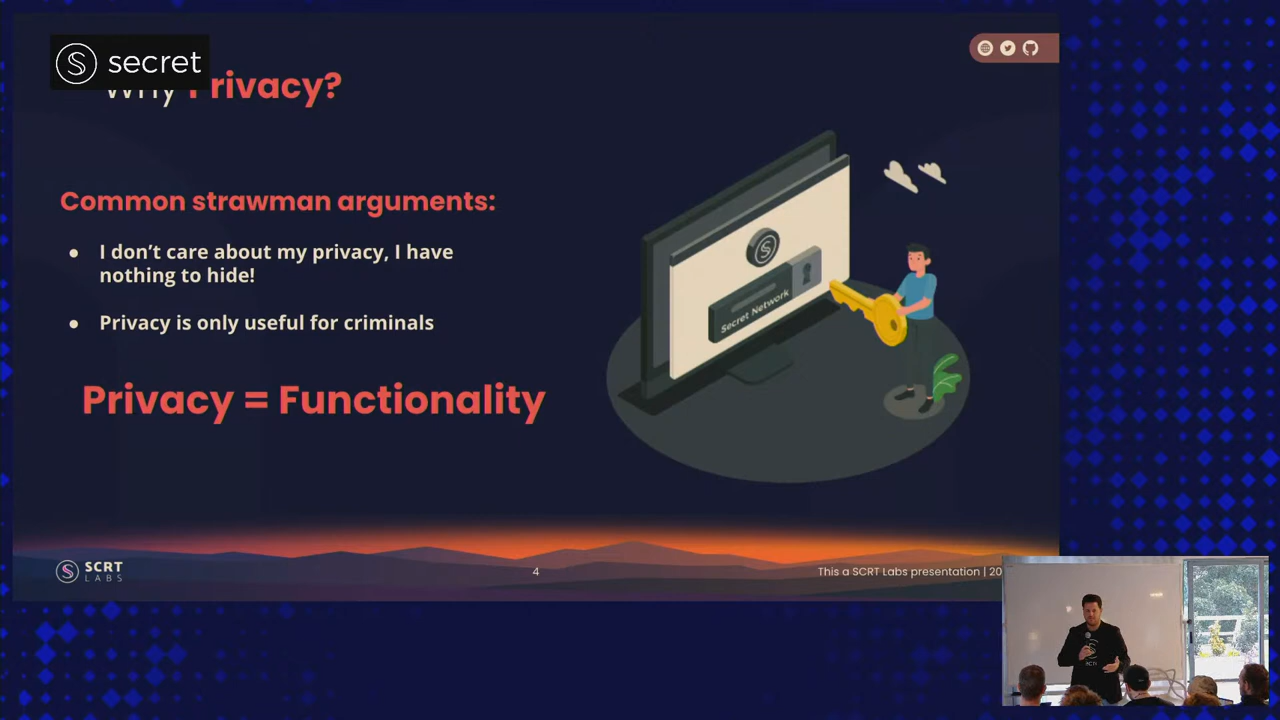 secret
Why Privacy?
Common strawman arguments:
● I don’t care about my privacy, I have
nothing to hide!
● Privacy is only useful for criminals
Privacy = Functionality
Secret Network
SCRT
LABS
4
This a SCRT Labs presentation | 20